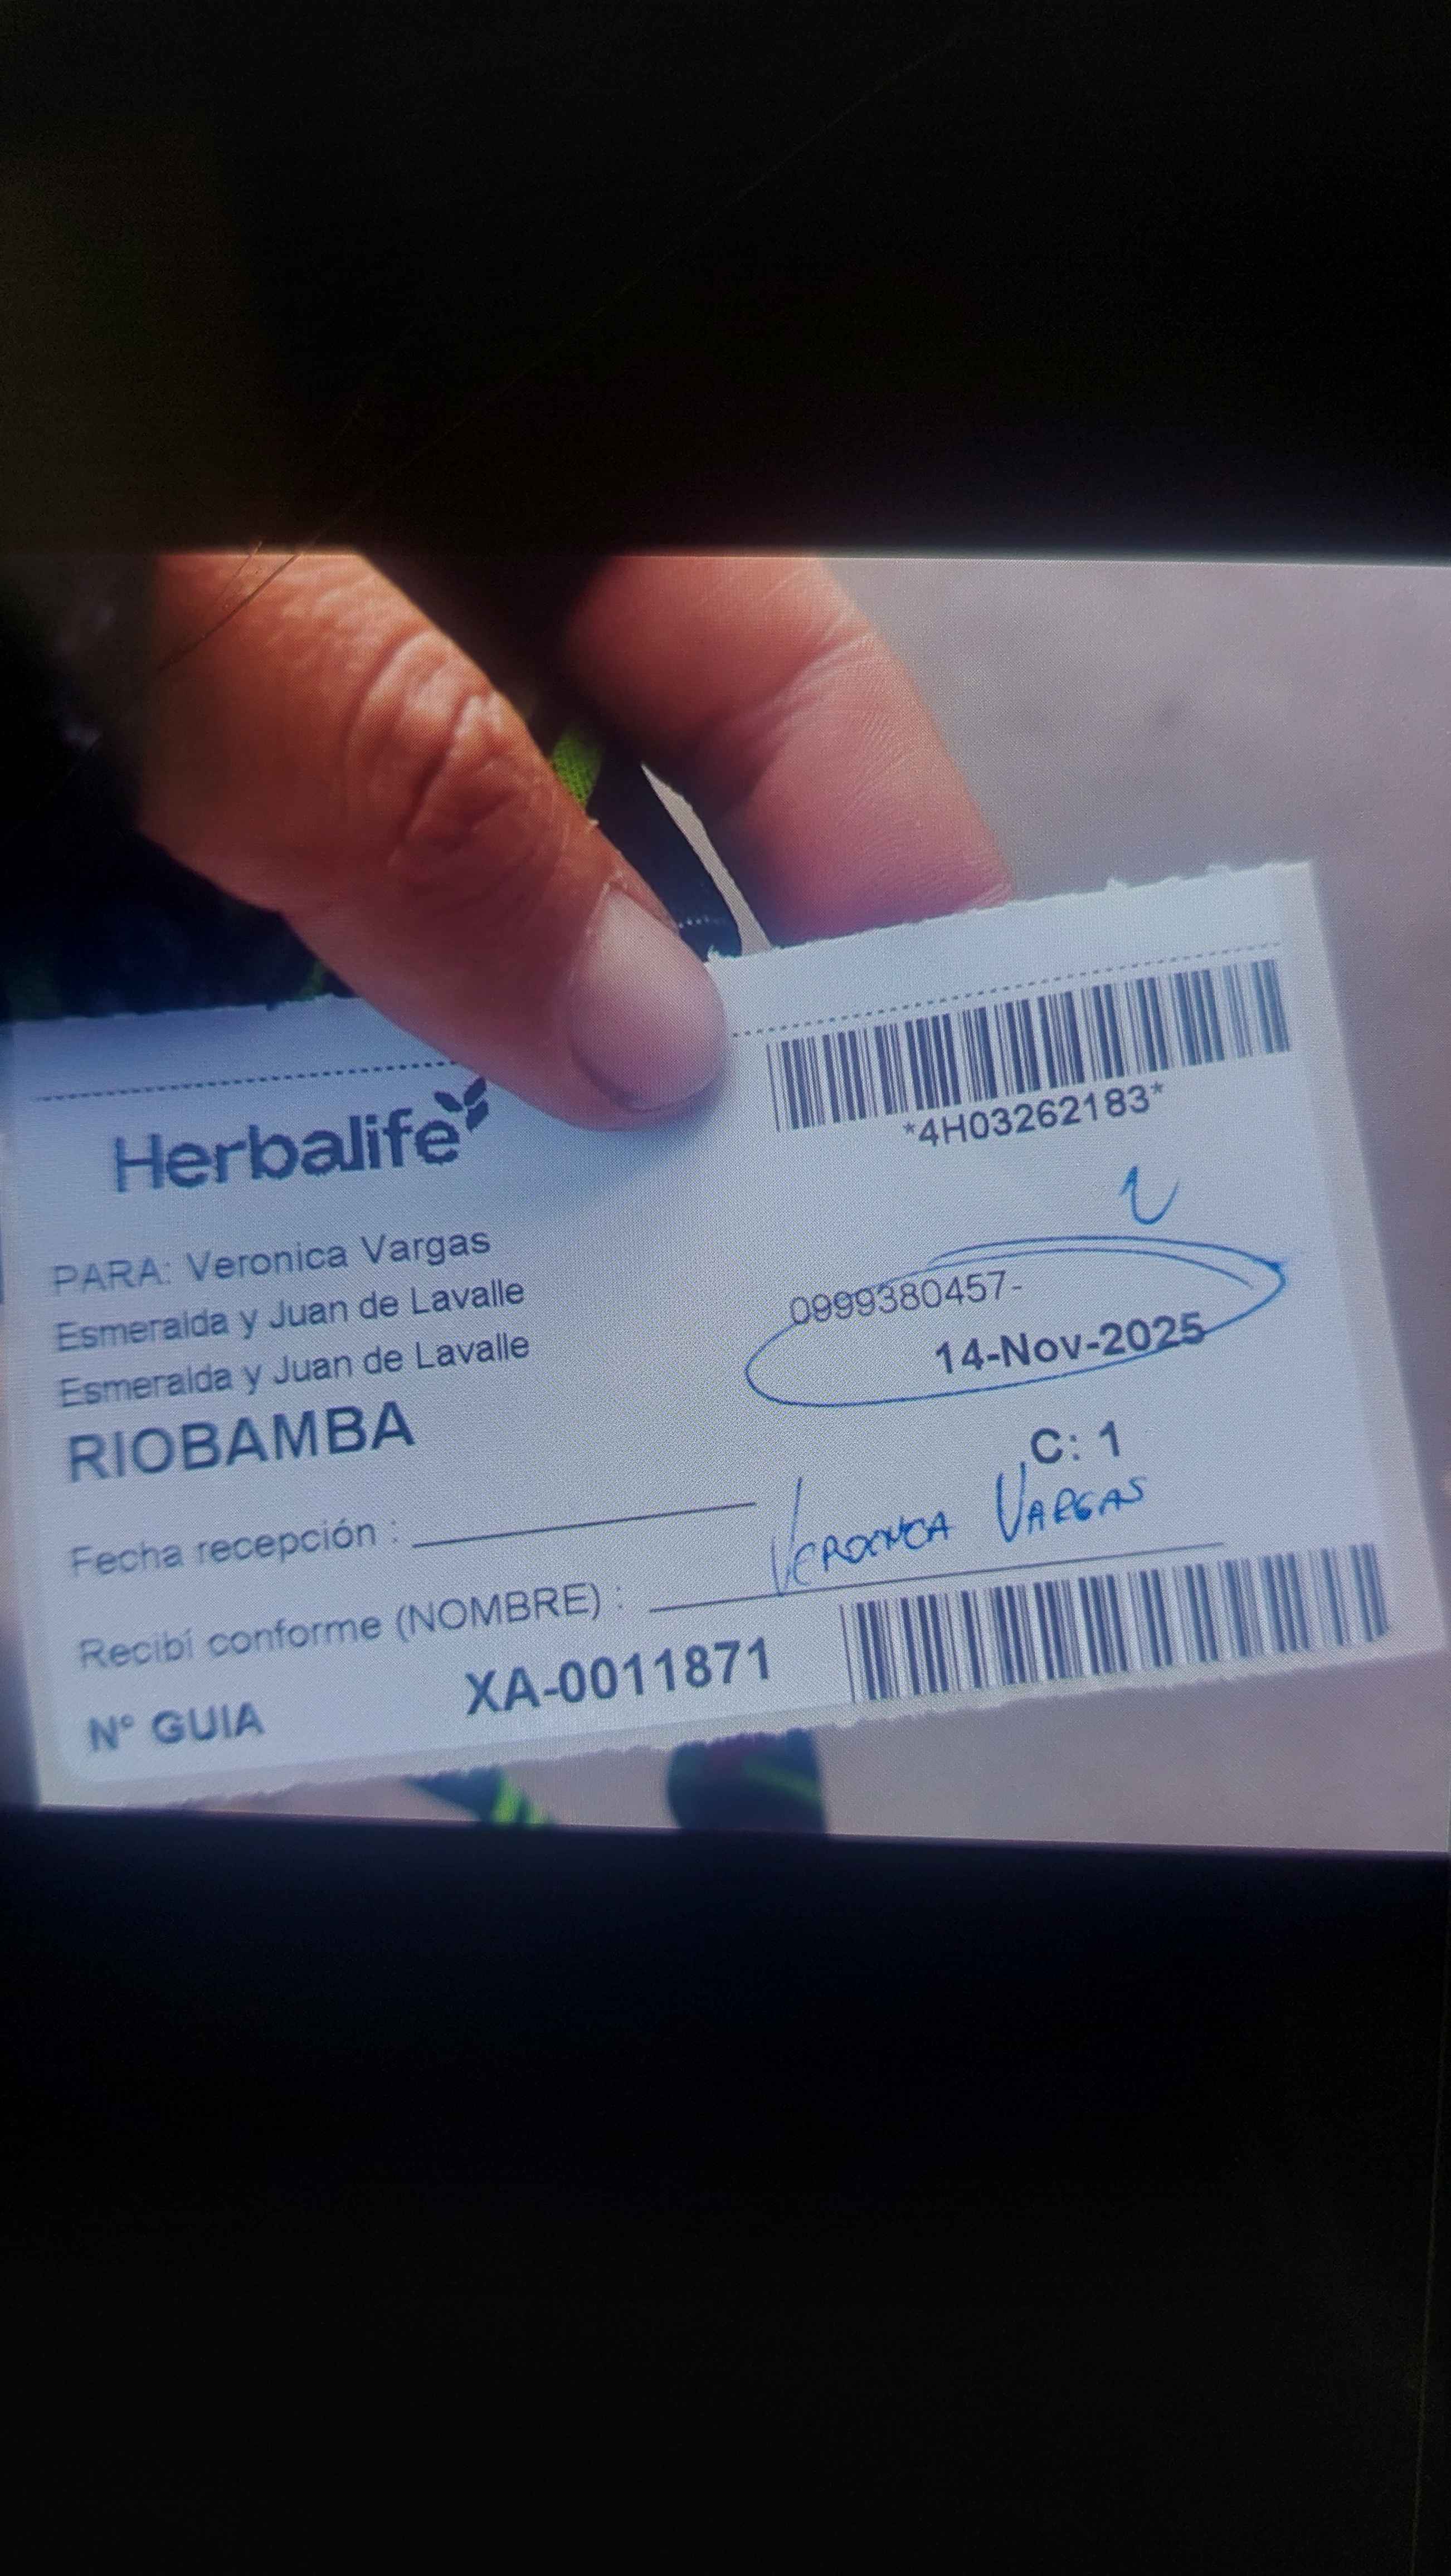 Herbalife
*4H03262183*
PARA: Veronica Vargas
Esmeralda y Juan de Lavalle
Esmeralda y Juan de Lavalle
RIOBAMBA
0999380457-
14-Nov-2025
C: 1
Fecha recepción :
Recibí conforme (NOMBRE) : VERONICA VARGAS
N° GUIA XA-0011871